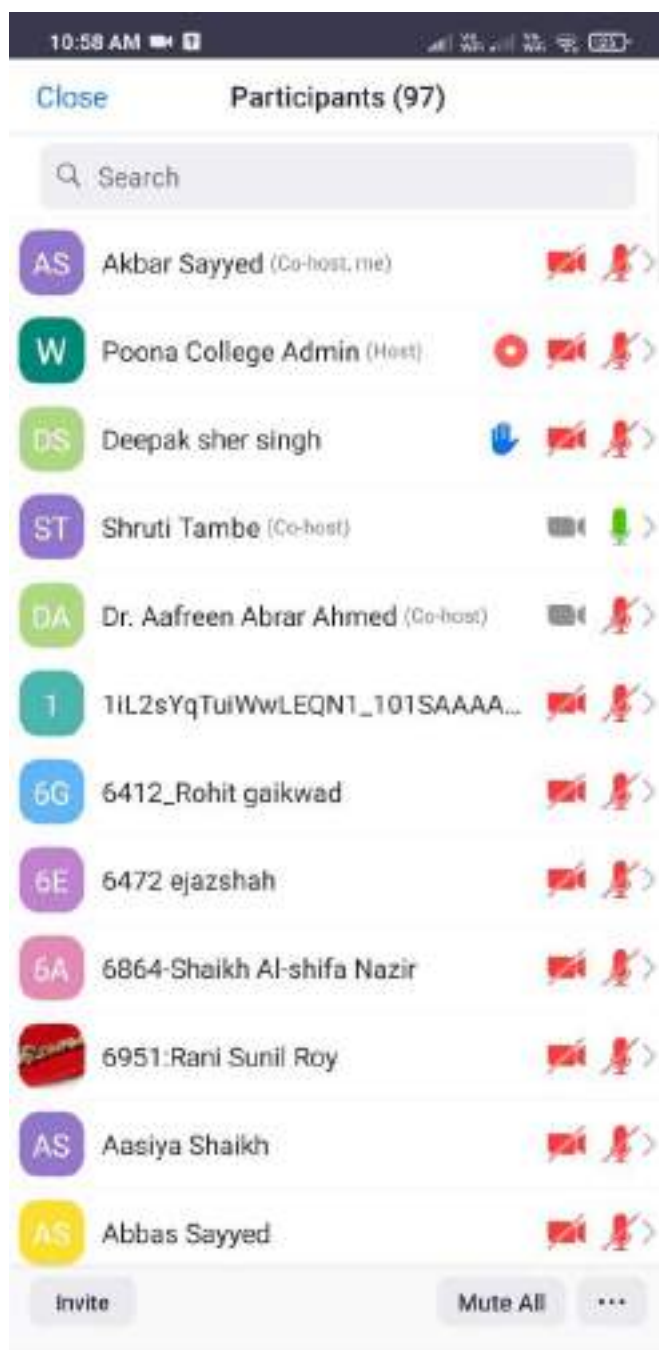 10:58 AM
Close Participants (97)
Search
AS Akbar Sayyed (Co-host, me)
W Poona College Admin (Host)
DS Deepak sher singh
ST Shruti Tambe (Co-host)
DA Dr. Aafreen Abrar Ahmed (Co-host)
1 1iL2sYqTuiWwLEQN1_101SAAAA...
6G 6412_Rohit gaikwad
6E 6472 ejazshah
6A 6864-Shaikh Al-shifa Nazir
6951:Rani Sunil Roy
AS Aasiya Shaikh
AS Abbas Sayyed
Invite Mute All ...